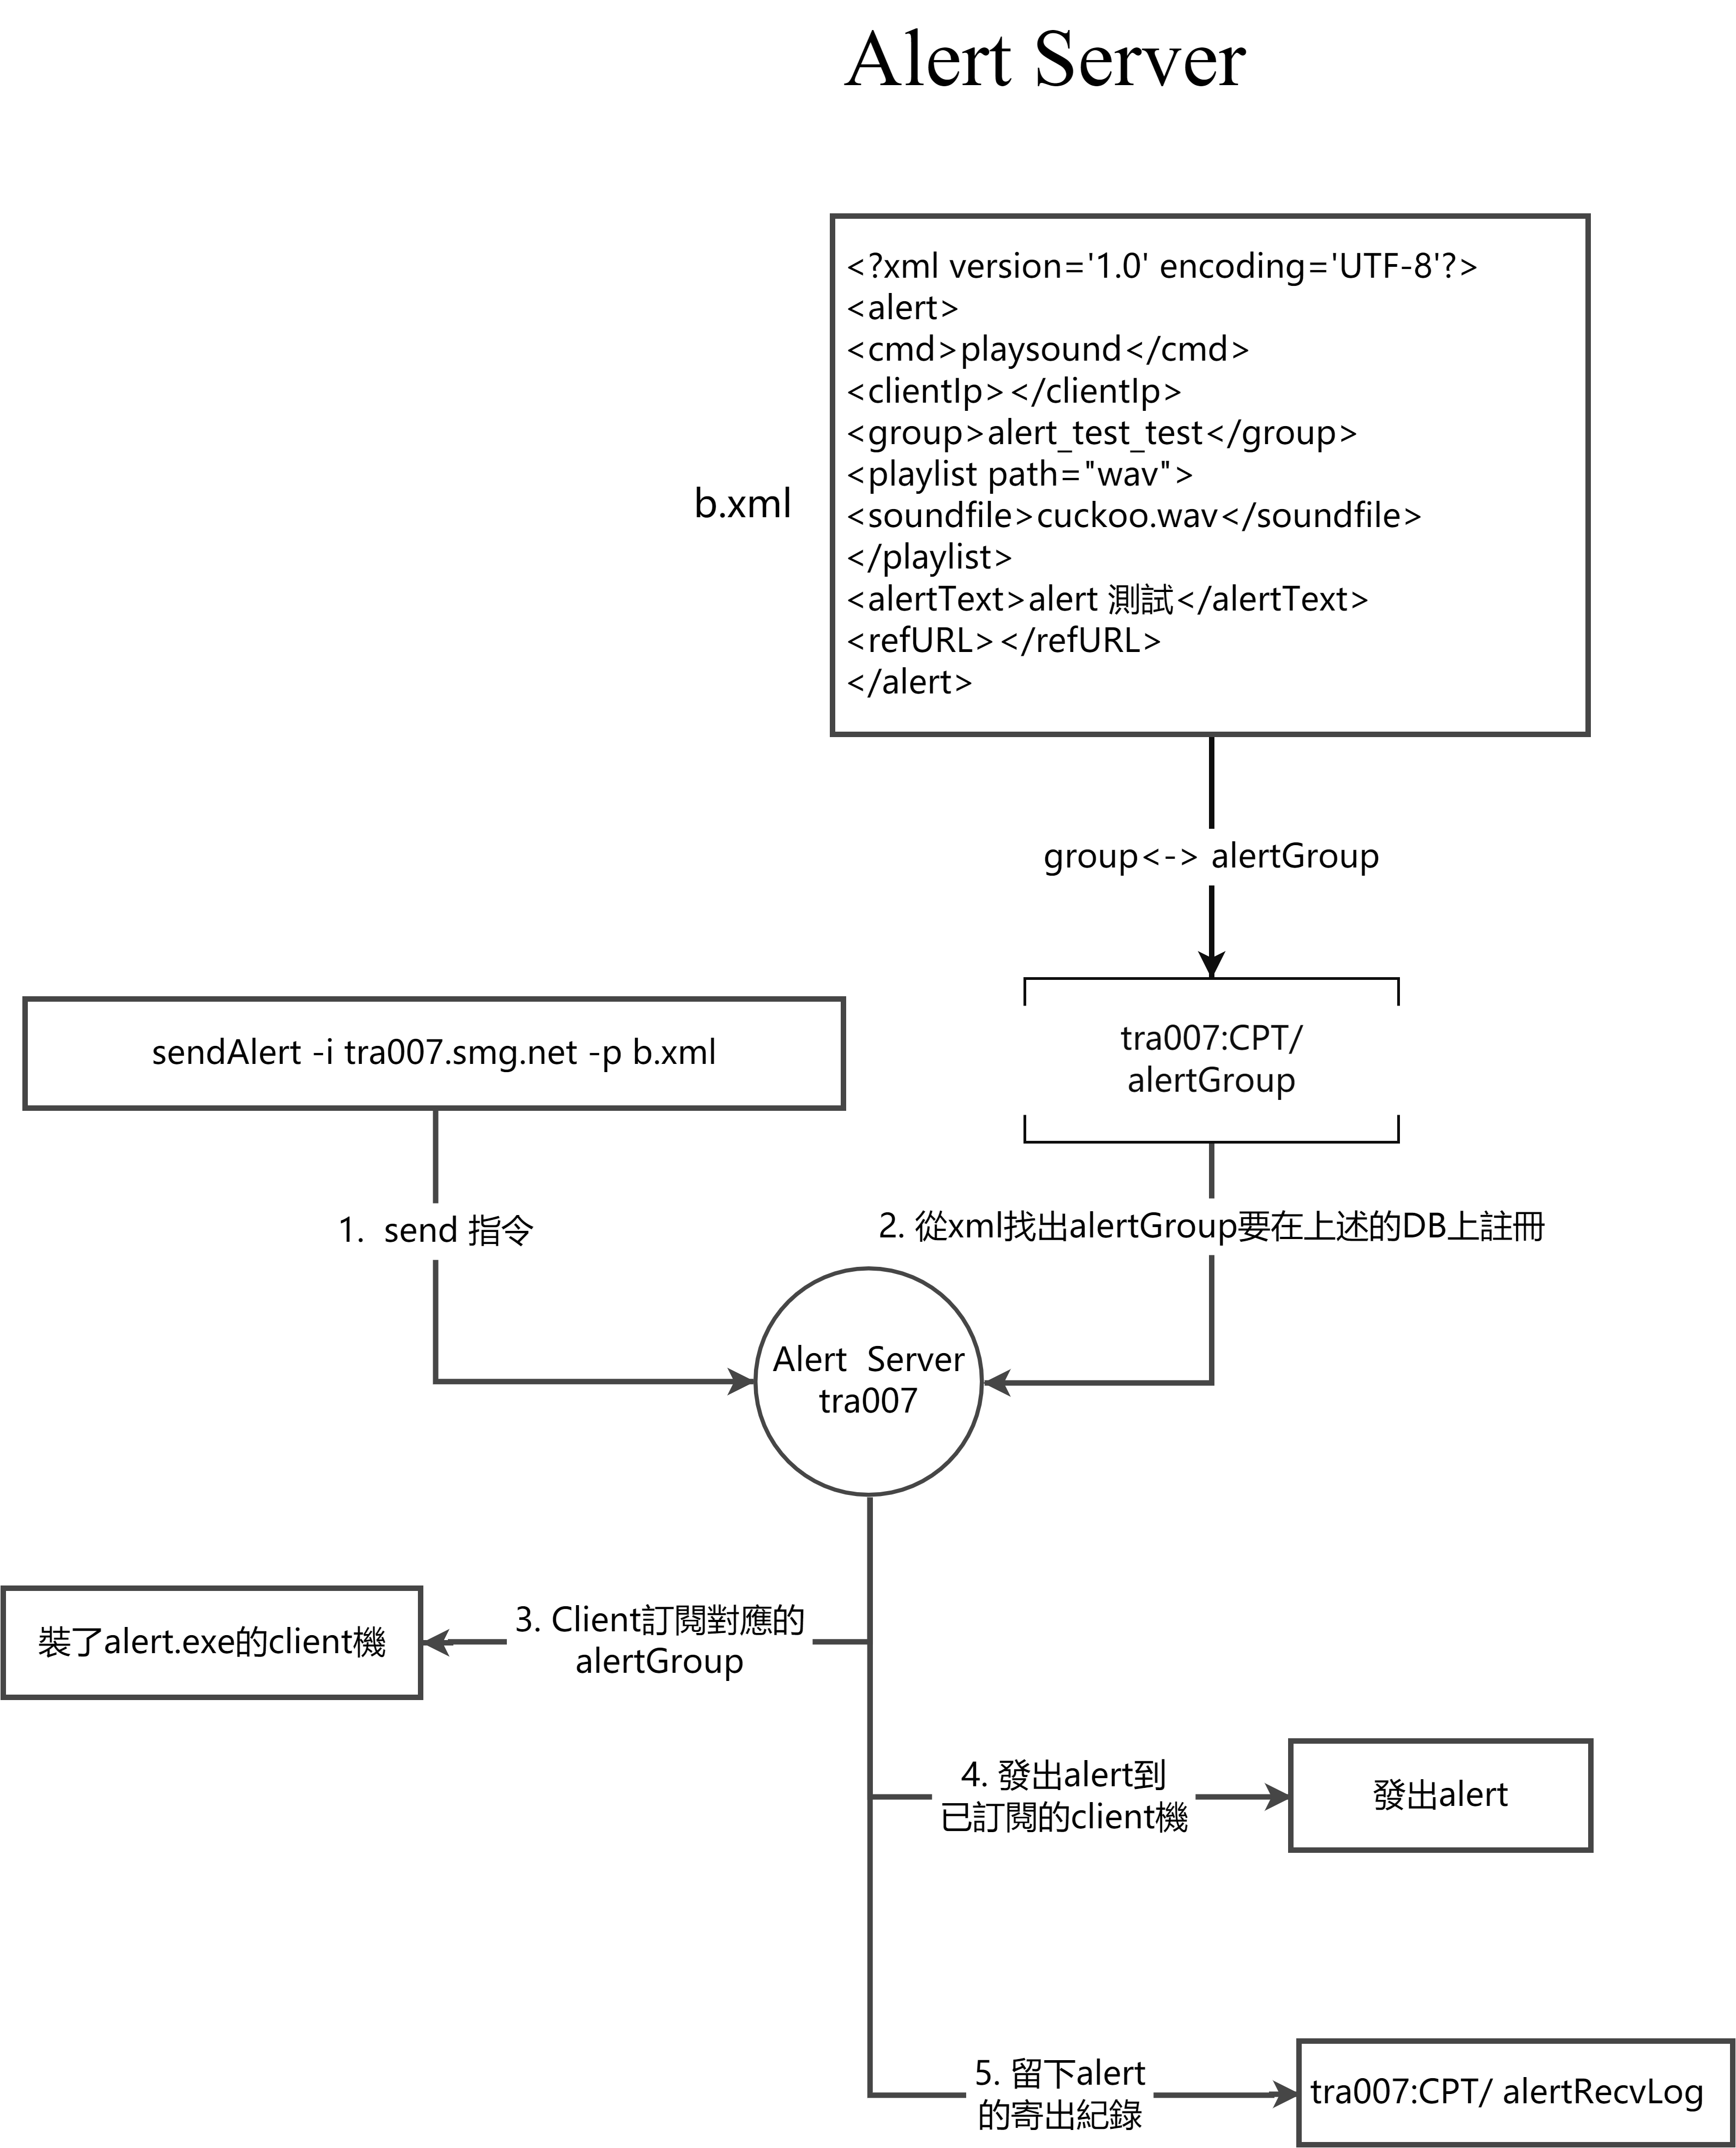 Alert Server
<?xml version='1.0' encoding='UTF-8'?>
<alert>
<cmd>playsound</cmd>
<clientIp></clientIp>
<group>alert_test_test</group>
<playlist path="wav">
<soundfile>cuckoo.wav</soundfile>
</playlist>
<alertText>alert 測試</alertText>
<refURL></refURL>
</alert>
b.xml
group<-> alertGroup
tra007:CPT/
alertGroup
sendAlert -i tra007.smg.net -p b.xml
1.  send 指令
2. 從xml找出alertGroup要在上述的DB上註冊
Alert  Server
tra007
裝了alert.exe的client機
3. Client訂閱對應的
alertGroup
4. 發出alert到
已訂閱的client機
發出alert
5. 留下alert
的寄出紀錄
tra007:CPT/ alertRecvLog